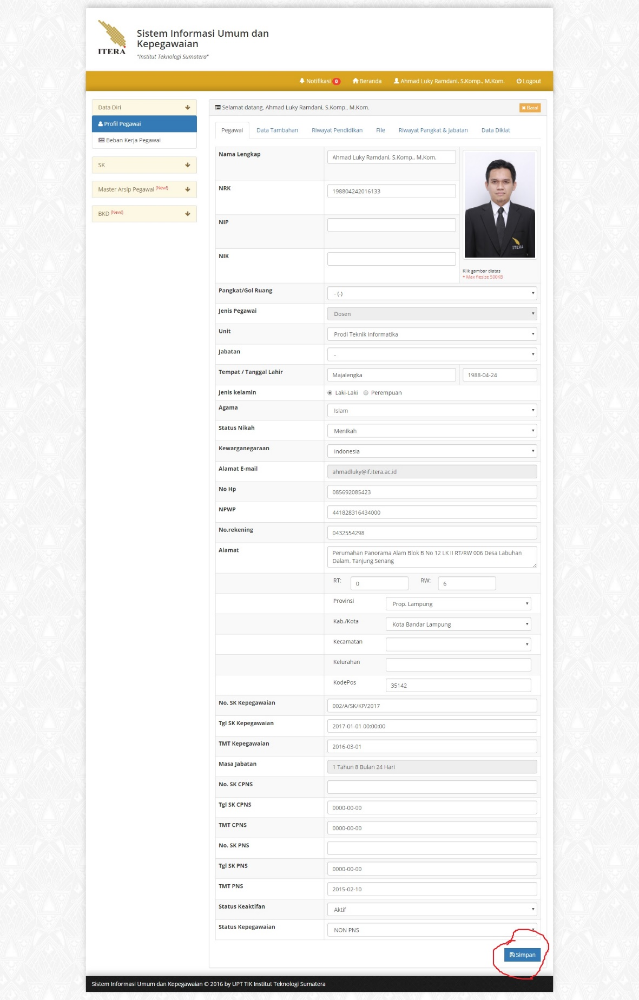 ITERA
Sistem Informasi Umum dan
Kepegawaian
"Institut Teknologi Sumatera"
Notifikasi 0 Beranda Ahmad Luky Ramdani, S.Komp., M.Kom. Logout
Data Diri
Profil Pegawai
Beban Kerja Pegawai
SK
Master Arsip Pegawai (New!)
BKD (New!)
Selamat datang, Ahmad Luky Ramdani, S.Komp., M.Kom. Batal
Pegawai Data Tambahan Riwayat Pendidikan File Riwayat Pangkat & Jabatan Data Diklat
Nama Lengkap Ahmad Luky Ramdani, S.Komp., M.Kom.
NRK 198804242016133
NIP
ITERA
NIK
Klik gambar diatas
* Max filesize 500KB
Pangkat/Gol Ruang - (-)
Jenis Pegawai Dosen
Unit Prodi Teknik Informatika
Jabatan -
Tempat / Tanggal Lahir Majalengka 1988-04-24
Jenis kelamin Laki-Laki Perempuan
Agama Islam
Status Nikah Menikah
Kewarganegaraan Indonesia
Alamat E-mail ahmadluky@if.itera.ac.id
No Hp 085692085423
NPWP 441828316434000
No.rekening 0432554298
Alamat Perumahan Panorama Alam Blok B No 12 LK II RT/RW 006 Desa Labuhan
Dalam, Tanjung Senang
RT: 0 RW: 6
Provinsi Prop. Lampung
Kab./Kota Kota Bandar Lampung
Kecamatan
Kelurahan
KodePos 35142
No. SK Kepegawaian 002/A/SK/KP/2017
Tgl SK Kepegawaian 2017-01-01 00:00:00
TMT Kepegawaian 2016-03-01
Masa Jabatan 1 Tahun 8 Bulan 24 Hari
No. SK CPNS
Tgl SK CPNS 0000-00-00
TMT CPNS 0000-00-00
No. SK PNS
Tgl SK PNS 0000-00-00
TMT PNS 2015-02-10
Status Keaktifan Aktif
Status Kepegawaian NON PNS
Simpan
Sistem Informasi Umum dan Kepegawaian © 2016 by UPT TIK Institut Teknologi Sumatera